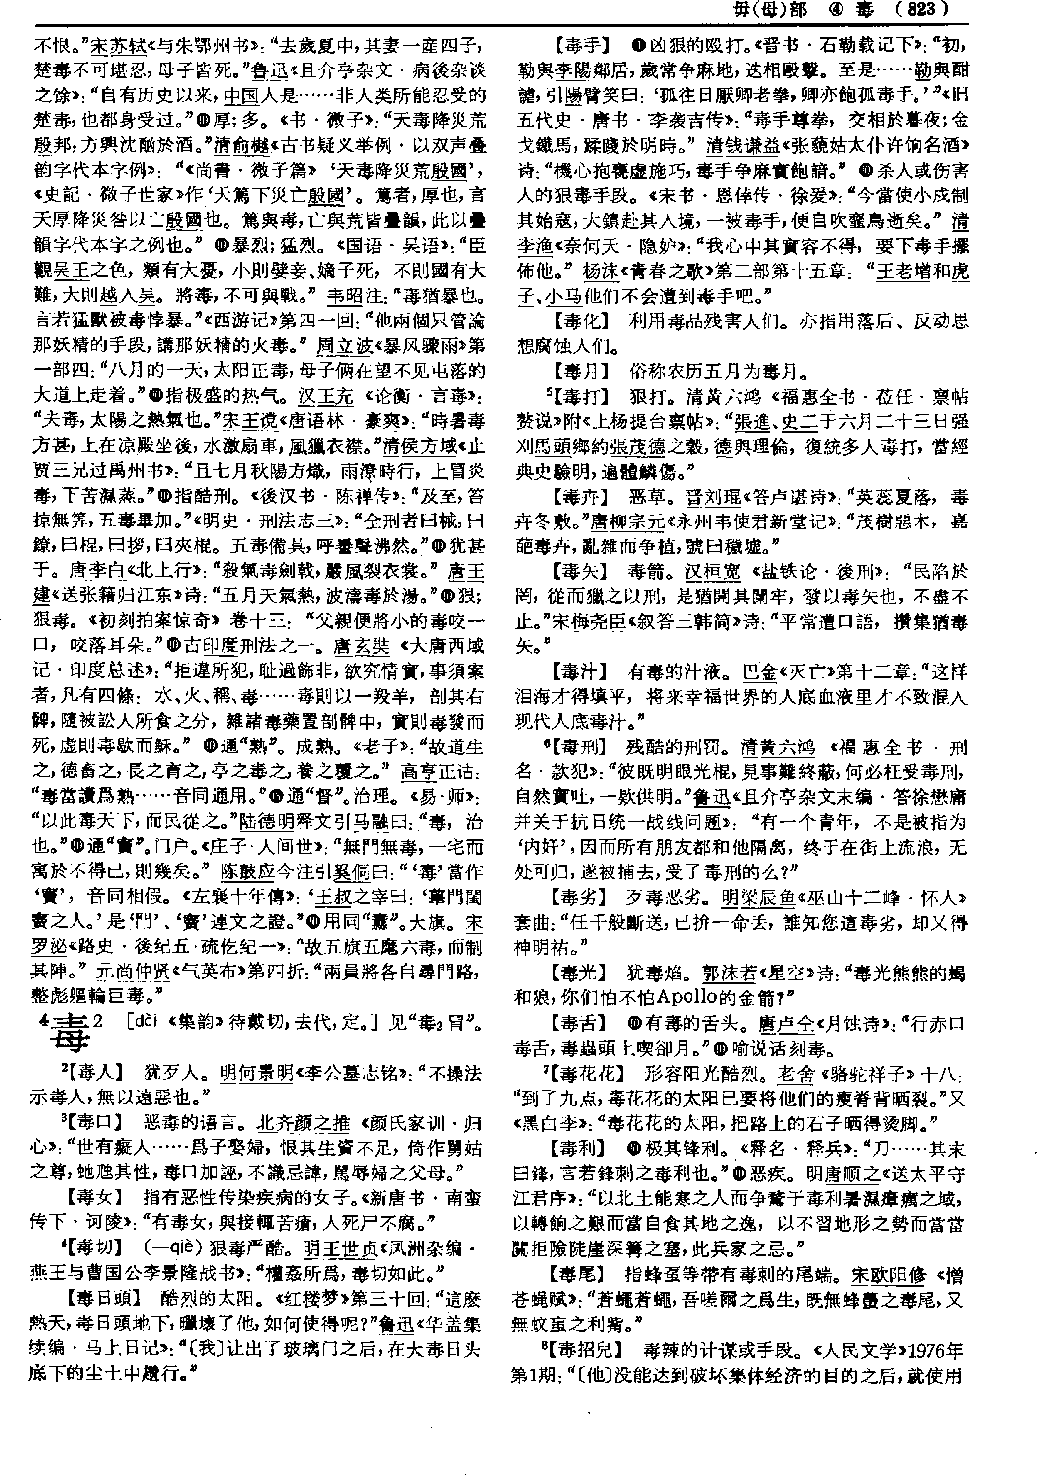 毋(母)部 ④ 毒 (823)
不恨。”宋苏轼《与朱鄂州书》：“去歲夏中，其妻一産四子，
楚毒不可堪忍，母子皆死。”鲁迅《且介亭杂文·病後杂谈
之馀》：“自有历史以来，中国人是……非人类所能忍受的
楚毒，也都身受过。”厚；多。《书·微子》：“天毒降災荒
殷邦，方興沈酗於酒。”清俞樾《古书疑义举例·以双声叠
韵字代本字例》：“《尚書·微子篇》‘天毒降災荒殷國’，
《史記·微子世家》作‘天篤下災亡殷國’。篤者，厚也，言
天厚降災咎以亡殷國也。篤與毒，亡與荒皆疊韻，此以疊
韻字代本字之例也。”暴烈；猛烈。《国语·吴语》：“臣
觀吴王之色，類有大憂，小則嬖妾、嫡子死，不則國有大
難，大則越入吴。將毒，不可與戰。”韦昭注：“毒猶暴也。
言若猛獸被毒悖暴。”《西游记》第四一回：“他兩個只管論
那妖精的手段，講那妖精的火毒。”周立波《暴风骤雨》第
一部四：“八月的一天，太阳正毒，母子俩在望不见屯落的
大道上走着。”指极盛的热气。汉王充《论衡·言毒》：
“夫毒，太陽之熱氣也。”宋王谠《唐语林·豪爽》：“時暑毒
方甚，上在凉殿坐後，水激扇車，風獵衣襟。”清侯方域《止
贾三兄过禹州书》：“且七月秋陽方熾，雨潦時行，上冒炎
毒，下苦濕蒸。”指酷刑。《後汉书·陈禅传》：“及至，笞
掠無筭，五毒畢加。”《明史·刑法志三》：“全刑者曰械，曰
鐐，曰棍，曰拶，曰夾棍。五毒備具，呼謈聲沸然。”犹甚
于。唐李白《北上行》：“殺氣毒劍戟，嚴風裂衣裳。”唐王
建《送张籍归江东》诗：“五月天氣熱，波濤毒於湯。”狠；
狠毒。《初刻拍案惊奇》卷十三：“父親便將小的毒咬一
口，咬落耳朵。”古印度刑法之一。唐玄奘《大唐西域
记·印度总述》：“拒違所犯，耻過飾非，欲究情實，事須案
者，凡有四條：水、火、稱、毒……毒則以一羖羊，剖其右
髀，隨被訟人所食之分，雜諸毒藥置剖髀中，實則毒發而
死，虚則毒歇而穌。”通“熟”。成熟。《老子》：“故道生
之，德畜之，長之育之，亭之毒之，養之覆之。”高亨正诂：
“毒當讀爲熟……音同通用。”通“督”。治理。《易·师》：
“以此毒天下，而民從之。”陆德明释文引马融曰：“毒，治
也。”通“竇”。门户。《庄子·人间世》：“無門無毒，一宅而
寓於不得已，則幾矣。”陈鼓应今注引奚侗曰：“‘毒’當作
‘竇’，音同相假。《左襄十年傳》：‘王叔之宰曰：‘篳門閨
竇之人。’是‘門’、‘竇’連文之證。”用同“纛”。大旗。宋
罗泌《路史·後纪五·疏仡纪一》：“故五旗五麾六毒，而制
其陣。”元尚仲贤《气英布》第四折：“兩員將各自尋門路，
整彪軀輪巨毒。”
4毒2 [dài《集韵》待戴切，去代，定。]见“毒2冒”。
2【毒人】 犹歹人。明何景明《李公墓志铭》：“不操法
示毒人，無以遠惡也。”
3【毒口】 恶毒的语言。北齐颜之推《颜氏家训·归
心》：“世有癡人……爲子娶婦，恨其生資不足，倚作舅姑
之尊，虵虺其性，毒口加誣，不識忌諱，駡辱婦之父母。”
【毒女】 指有恶性传染疾病的女子。《新唐书·南蛮
传下·诃陵》：“有毒女，與接輒苦瘡，人死尸不腐。”
4【毒切】 (—qiè) 狠毒严酷。明王世贞《凤洲杂编·
燕王与曹国公李景隆战书》：“檀姦所爲，毒切如此。”
【毒日頭】 酷烈的太阳。《红楼梦》第三十回：“這麽
熱天，毒日頭地下，曬壞了他，如何使得呢？”鲁迅《华盖集
续编·马上日记》：“〔我〕让出了玻璃门之后，在大毒日头
底下的尘土中趱行。”
【毒手】 ❶凶狠的殴打。《晋书·石勒载记下》：“初，
勒與李陽鄰居，歲常争麻地，迭相毆擊。至是……勒與酣
謔，引陽臂笑曰：‘孤往日厭卿老拳，卿亦飽孤毒手。’”《旧
五代史·唐书·李袭吉传》：“毒手尊拳，交相於暮夜；金
戈鐵馬，蹂踐於明時。”清钱谦益《张藐姑太仆许饷名酒》
诗：“機心抱甕虚施巧，毒手争麻實飽諳。”杀人或伤害
人的狠毒手段。《宋书·恩倖传·徐爰》：“今當使小戍制
其始寇，大鎮赴其入境，一被毒手，便自吹虀鳥逝矣。”清
李渔《奈何天·隐妒》：“我心中其實容不得，要下毒手擺
佈他。”杨沫《青春之歌》第二部第十五章：“王老增和虎
子、小马他们不会遭到毒手吧。”
【毒化】 利用毒品残害人们。亦指用落后、反动思
想腐蚀人们。
【毒月】 俗称农历五月为毒月。
5【毒打】 狠打。清黄六鸿《福惠全书·莅任·禀帖
赘说》附《上杨提台禀帖》：“張進、史二于六月二十三日强
刈馬頭鄉約張茂德之穀，德與理倫，復統多人毒打，當經
典史驗明，遍體鱗傷。”
【毒卉】 恶草。晋刘琨《答卢谌诗》：“英蕊夏落，毒
卉冬敷。”唐柳宗元《永州韦使君新堂记》：“茂樹惡木，嘉
葩毒卉，亂雜而争植，號曰穢墟。”
【毒矢】 毒箭。汉桓宽《盐铁论·後刑》：“民陷於
罔，從而獵之以刑，是猶開其闌牢，發以毒矢也，不盡不
止。”宋梅尧臣《叙答韩三韩简》诗：“平常遭口語，攢集猶毒
矢。”
【毒汁】 有毒的汁液。巴金《灭亡》第十二章：“这样
泪海才得填平，将来幸福世界的人底血液里才不致混入
现代人底毒汁。”
6【毒刑】 残酷的刑罚。清黄六鸿《福惠全书·刑
名·款犯》：“彼既明眼光棍，見事難終蔽，何必枉受毒刑，
自然實吐，一欵供明。”鲁迅《且介亭杂文末编·答徐懋庸
并关于抗日统一战线问题》：“有一个青年，不是被指为
‘内奸’，因而所有朋友都和他隔离，终于在街上流浪，无
处可归，遂被捕去，受了毒刑的么？”
【毒劣】 歹毒恶劣。明梁辰鱼《巫山十二峰·怀人》
套曲：“任千般斷送，已拚一命丢，誰知您這毒劣，却又得
神明祐。”
【毒光】 犹毒焰。郭沫若《星空》诗：“毒光熊熊的蝎
和狼，你们怕不怕Apollo的金箭？”
【毒舌】 有毒的舌头。唐卢仝《月蚀诗》：“行赤口
毒舌，毒蟲頭上喫卻月。”喻说话刻毒。
7【毒花花】 形容阳光酷烈。老舍《骆驼祥子》十八：
“到了九点，毒花花的太阳已要将他们的瘦脊背晒裂。”又
《黑白李》：“毒花花的太阳，把路上的石子晒得烫脚。”
【毒利】 极其锋利。《释名·释兵》：“刀……其末
曰鋒，言若鋒刺之毒利也。”恶疾。明唐顺之《送太平守
江君序》：“以北土能寒之人而争騖于毒利暑濕瘴癘之域，
以轉餉之艱而當自食其地之逸，以不習地形之勢而當營
闕拒險陡崖深箐之塞，此兵家之忌。”
【毒尾】 指蜂虿等带有毒刺的尾端。宋欧阳修《憎
苍蝇赋》：“蒼蠅蒼蠅，吾嗟爾之爲生，既無蜂蠆之毒尾，又
無蚊蝱之利觜。”
8【毒招兒】 毒辣的计谋或手段。《人民文学》1976年
第1期：“〔他〕没能达到破坏集体经济的目的之后，就使用